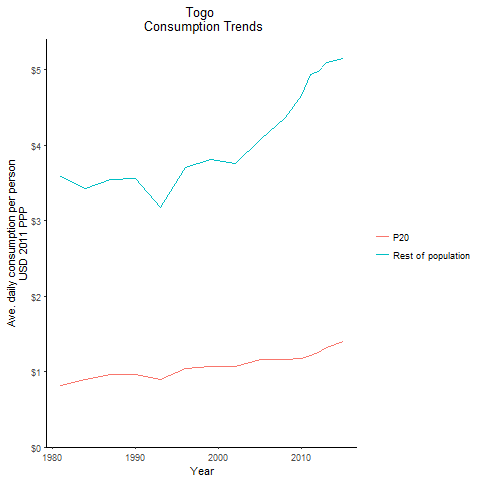 Togo
Consumption Trends
Ave. daily consumption per person
USD 2011 PPP
$5
$4
$3
$2
$1
$0
1980
1990
2000
2010
Year
P20
Rest of population